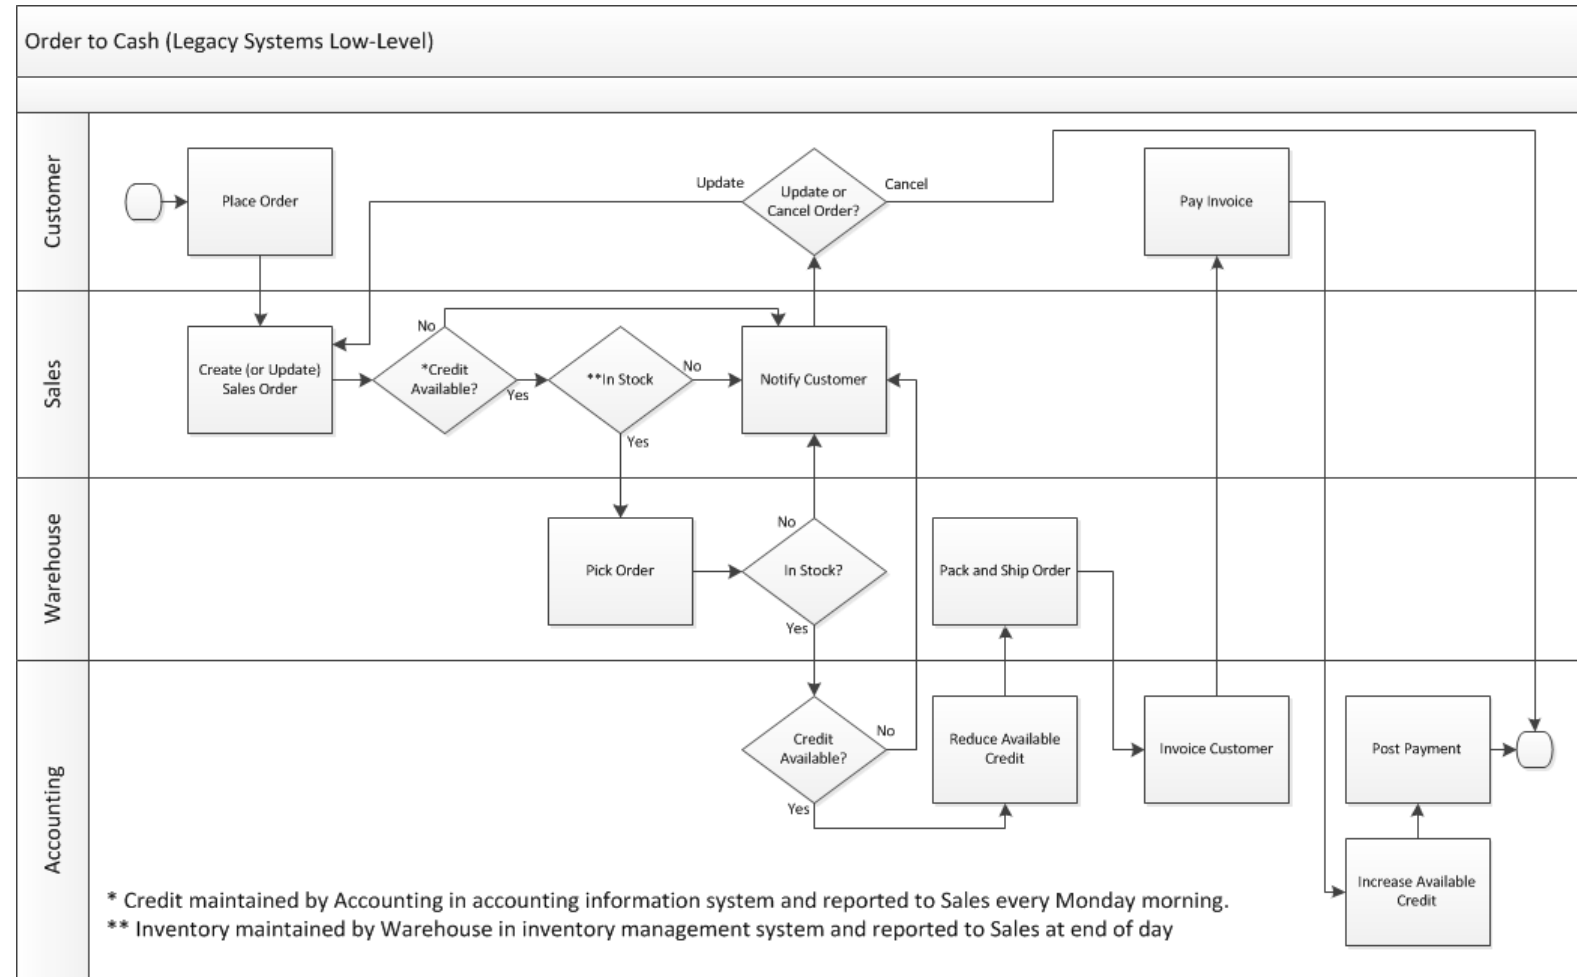 Order to Cash (Legacy Systems Low-Level)
Customer
Place Order
Update
Update or
Cancel Order?
Cancel
Pay Invoice
Sales
Create (or Update)
Sales Order
No
*Credit
Available?
Yes
**In Stock
No
Yes
Notify Customer
Warehouse
Pick Order
No
In Stock?
Yes
Pack and Ship Order
Accounting
Credit
Available?
No
Yes
Reduce Available
Credit
Invoice Customer
Post Payment
Increase Available
Credit
* Credit maintained by Accounting in accounting information system and reported to Sales every Monday morning.
** Inventory maintained by Warehouse in inventory management system and reported to Sales at end of day